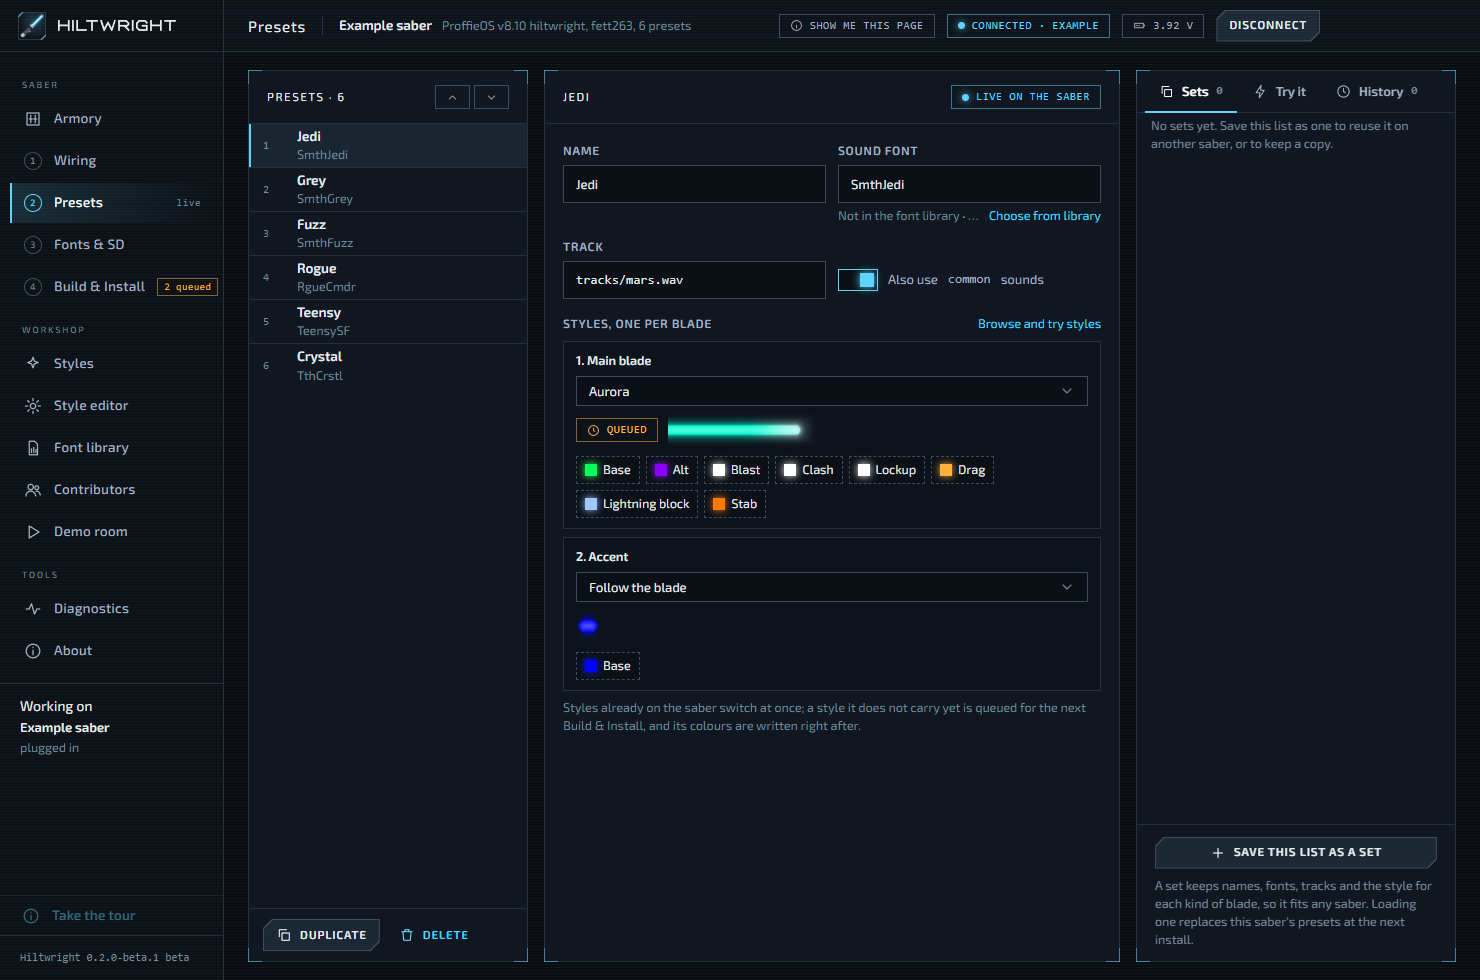 HILTWRIGHT
Presets
Example saber
ProffieOS v8.10 hiltwright, fett263, 6 presets
SHOW ME THIS PAGE
CONNECTED · EXAMPLE
3.92 V
DISCONNECT
SABER
Armory
1 Wiring
2 Presets live
3 Fonts & SD
4 Build & Install 2 queued
WORKSHOP
Styles
Style editor
Font library
Contributors
Demo room
TOOLS
Diagnostics
About
Working on
Example saber
plugged in
Take the tour
Hiltwright 0.2.0-beta.1 beta
PRESETS · 6
1 Jedi
SmthJedi
2 Grey
SmthGrey
3 Fuzz
SmthFuzz
4 Rogue
RgueCmdr
5 Teensy
TeensySF
6 Crystal
TthCrstl
DUPLICATE
DELETE
JEDI
LIVE ON THE SABER
NAME
Jedi
SOUND FONT
SmthJedi
Not in the font library · ... Choose from library
TRACK
tracks/mars.wav
Also use common sounds
STYLES, ONE PER BLADE
Browse and try styles
1. Main blade
Aurora
QUEUED
Base Alt Blast Clash Lockup Drag
Lightning block Stab
2. Accent
Follow the blade
Base
Styles already on the saber switch at once; a style it does not carry yet is queued for the next
Build & Install, and its colours are written right after.
Sets 0
Try it
History 0
No sets yet. Save this list as one to reuse it on
another saber, or to keep a copy.
SAVE THIS LIST AS A SET
A set keeps names, fonts, tracks and the style for
each kind of blade, so it fits any saber. Loading
one replaces this saber's presets at the next
install.